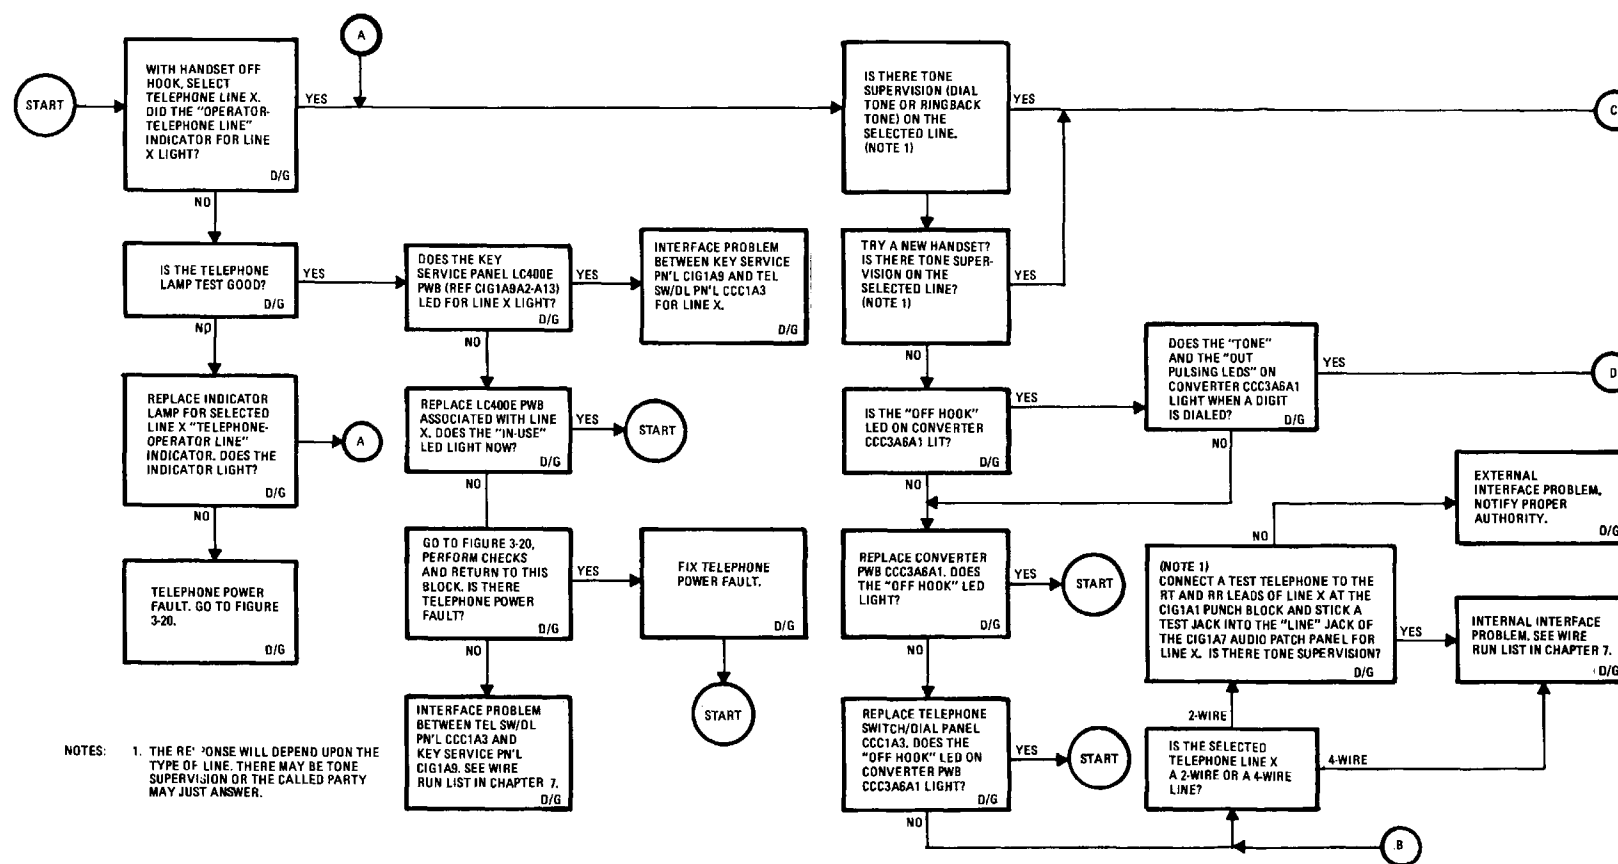 START
WITH HANDSET OFF
HOOK, SELECT
TELEPHONE LINE X.
DID THE "OPERATOR-
TELEPHONE LINE"
INDICATOR FOR LINE
X LIGHT?
D/G
YES
NO
A
IS THERE TONE
SUPERVISION (DIAL
TONE OR RINGBACK
TONE) ON THE
SELECTED LINE.
(NOTE 1)
YES
C
IS THE TELEPHONE
LAMP TEST GOOD?
D/G
YES
NO
DOES THE KEY
SERVICE PANEL LC400E
PWB (REF CIG1A9A2-A13)
LED FOR LINE X LIGHT?
D/G
YES
NO
INTERFACE PROBLEM
BETWEEN KEY SERVICE
PN'L CIG1A9 AND TEL
SW/DL PN'L CCC1A3
FOR LINE X.
D/G
TRY A NEW HANDSET?
IS THERE TONE SUPER-
VISION ON THE
SELECTED LINE?
(NOTE 1)
YES
NO
DOES THE "TONE"
AND THE "OUT
PULSING LEDS" ON
CONVERTER CCC3A6A1
LIGHT WHEN A DIGIT
IS DIALED?
D/G
YES
NO
D
REPLACE INDICATOR
LAMP FOR SELECTED
LINE X "TELEPHONE-
OPERATOR LINE"
INDICATOR. DOES THE
INDICATOR LIGHT?
D/G
NO
A
REPLACE LC400E PWB
ASSOCIATED WITH LINE
X. DOES THE "IN-USE"
LED LIGHT NOW?
D/G
YES
NO
START
IS THE "OFF HOOK"
LED ON CONVERTER
CCC3A6A1 LIT?
D/G
YES
NO
EXTERNAL
INTERFACE PROBLEM.
NOTIFY PROPER
AUTHORITY.
D/G
TELEPHONE POWER
FAULT. GO TO FIGURE
3-20.
D/G
GO TO FIGURE 3-20,
PERFORM CHECKS
AND RETURN TO THIS
BLOCK. IS THERE
TELEPHONE POWER
FAULT?
D/G
YES
NO
FIX TELEPHONE
POWER FAULT.
D/G
START
REPLACE CONVERTER
PWB CCC3A6A1. DOES
THE "OFF HOOK" LED
LIGHT?
D/G
YES
NO
START
NO
(NOTE 1)
CONNECT A TEST TELEPHONE TO THE
RT AND RR LEADS OF LINE X AT THE
CIG1A1 PUNCH BLOCK AND STICK A
TEST JACK INTO THE "LINE" JACK OF
THE CIG1A7 AUDIO PATCH PANEL FOR
LINE X. IS THERE TONE SUPERVISION?
D/G
YES
INTERNAL INTERFACE
PROBLEM. SEE WIRE
RUN LIST IN CHAPTER 7.
D/G
INTERFACE PROBLEM
BETWEEN TEL SW/DL
PN'L CCC1A3 AND
KEY SERVICE PN'L
CIG1A9. SEE WIRE
RUN LIST IN CHAPTER 7.
D/G
REPLACE TELEPHONE
SWITCH/DIAL PANEL
CCC1A3. DOES THE
"OFF HOOK" LED ON
CONVERTER PWB
CCC3A6A1 LIGHT?
D/G
YES
NO
START
2-WIRE
IS THE SELECTED
TELEPHONE LINE X
A 2-WIRE OR A 4-WIRE
LINE?
4-WIRE
B
NOTES: 1. THE RESPONSE WILL DEPEND UPON THE
TYPE OF LINE. THERE MAY BE TONE
SUPERVISION OR THE CALLED PARTY
MAY JUST ANSWER.